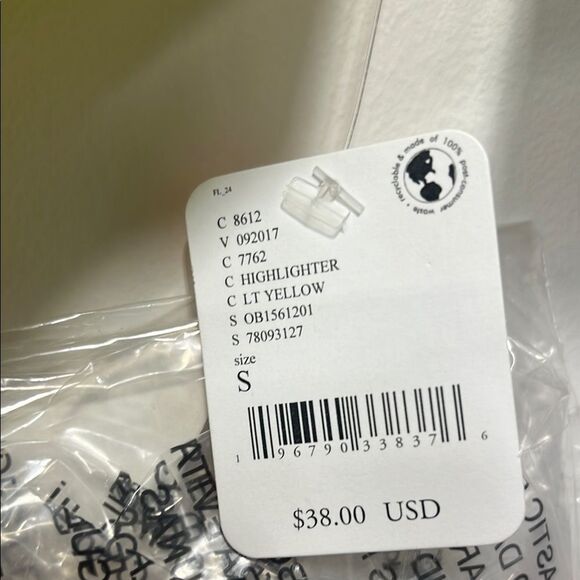 FL_24
recyclable & made of 100% post-consumer waste •
C 8612
V 092017
C 7762
C HIGHLIGHTER
C LT YELLOW
S OB1561201
S 78093127
size
S
1 96790 33837 6
$38.00 USD